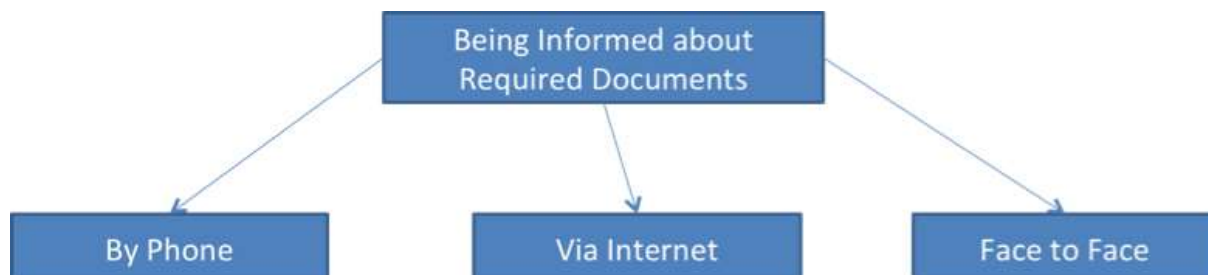 Being Informed about
Required Documents
By Phone
Via Internet
Face to Face